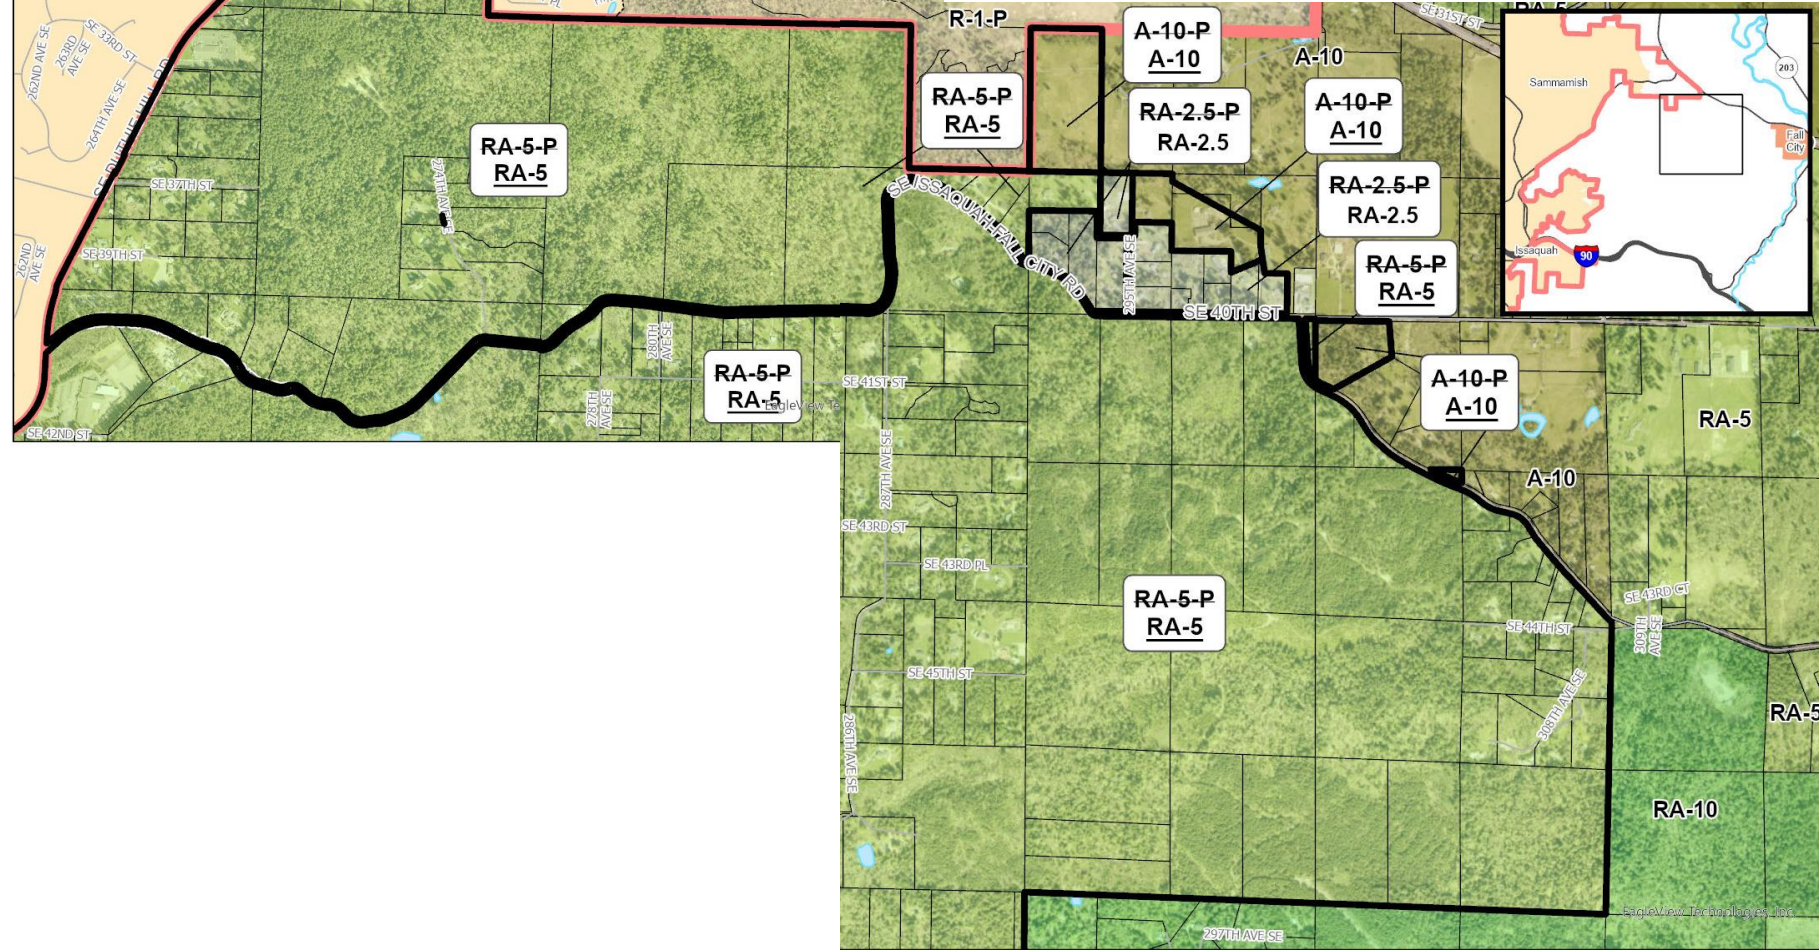 R-1-P
A-10-P
A-10
A-10
SE 31ST ST
RA-5
SE 33RD ST
262ND AVE SE
263RD
AVE SE
264TH AVE SE
SE DUTHIE HILL RD
PL
Sammamish
203
Fall
City
Issaquah
90
RA-5-P
RA-5
RA-2.5-P
RA-2.5
A-10-P
A-10
RA-5-P
RA-5
274TH AVE SE
SE 37TH ST
SE ISSAQUAH-FALL CITY RD
RA-2.5-P
RA-2.5
262ND
AVE SE
SE 39TH ST
295TH AVE SE
RA-5-P
RA-5
SE 40TH ST
280TH
AVE SE
RA-5-P
RA-5
EagleView Te
SE 41ST ST
278TH
AVE SE
A-10-P
A-10
RA-5
SE 42ND ST
287TH AVE SE
A-10
SE 43RD ST
SE 43RD PL
RA-5-P
RA-5
SE 43RD CT
SE 44TH ST
309TH
AVE SE
SE 45TH ST
308TH AVE SE
286TH AVE SE
RA-5
RA-10
EagleView Technologies, Inc.
297TH AVE SE